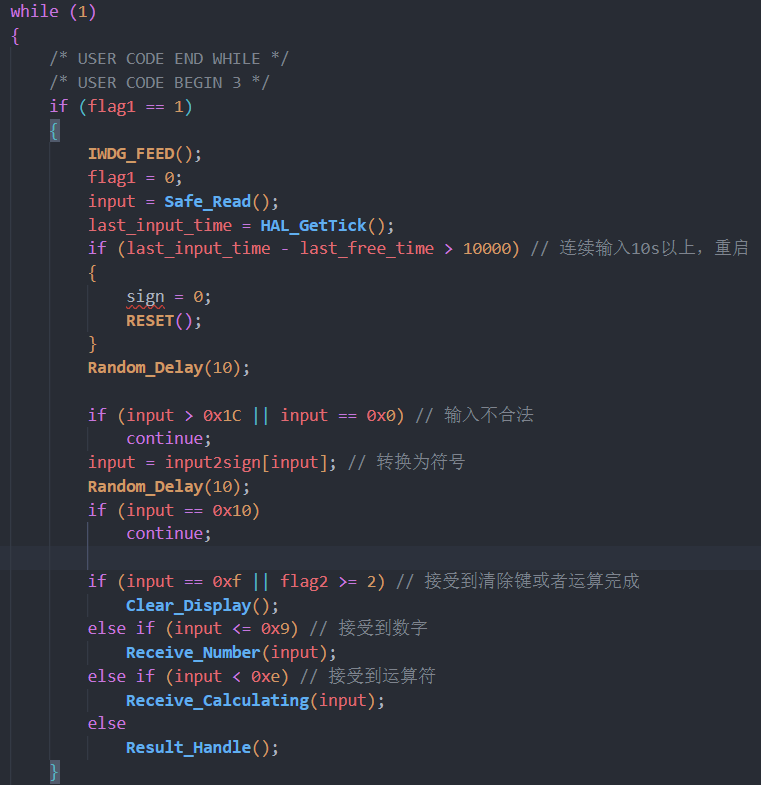 while (1)
{
/* USER CODE END WHILE */
/* USER CODE BEGIN 3 */
if (flag1 == 1)
{
IWDG_FEED();
flag1 = 0;
input = Safe_Read();
last_input_time = HAL_GetTick();
if (last_input_time - last_free_time > 10000) // 连续输入10s以上，重启
{
sign = 0;
RESET();
}
Random_Delay(10);
if (input > 0x1C || input == 0x0) // 输入不合法
continue;
input = input2sign[input]; // 转换为符号
Random_Delay(10);
if (input == 0x10)
continue;
if (input == 0xf || flag2 >= 2) // 接受到清除键或者运算完成
Clear_Display();
else if (input <= 0x9) // 接受到数字
Receive_Number(input);
else if (input < 0xe) // 接受到运算符
Receive_Calculating(input);
else
Result_Handle();
}